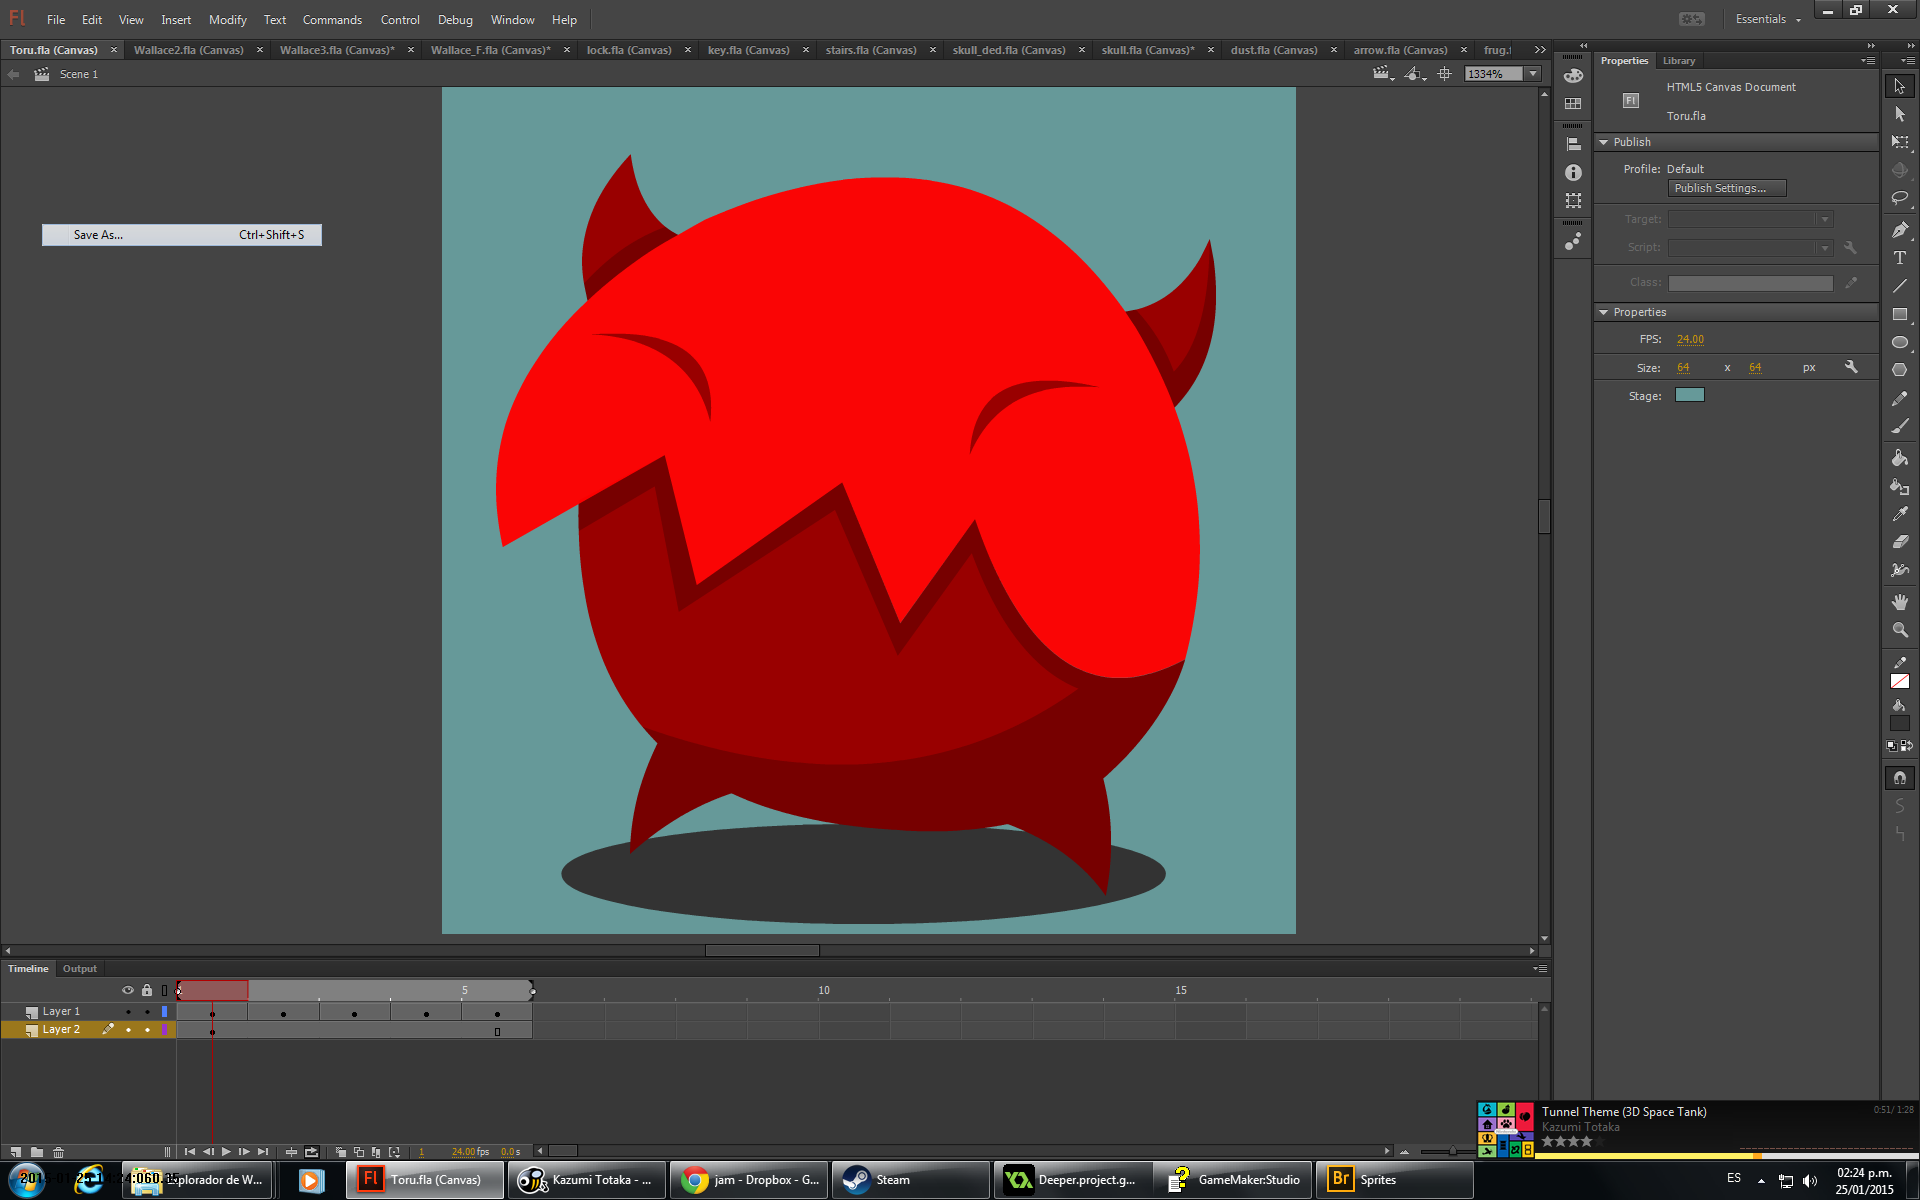 Fl File Edit View Insert Modify Text Commands Control Debug Window Help Essentials
Toru.fla (Canvas) × Wallace2.fla (Canvas) × Wallace3.fla (Canvas)* × Wallace_F.fla (Canvas)* × lock.fla (Canvas) × key.fla (Canvas) × stairs.fla (Canvas) × skull_ded.fla (Canvas) × skull.fla (Canvas)* × dust.fla (Canvas) × arrow.fla (Canvas) × frug.
Scene 1
1334%
Save As... Ctrl+Shift+S
Properties Library
HTML5 Canvas Document
Fl
Toru.fla
Publish
Profile: Default
Publish Settings...
Target:
Script:
Class:
Properties
FPS: 24.00
Size: 64 x 64 px
Stage:
Timeline Output
5 10 15
Layer 1
Layer 2
1 24.00 fps 0.0 s
Tunnel Theme (3D Space Tank) 0:51/ 1:28
Kazumi Totaka
Explorador de W...
Fl Toru.fla (Canvas)
Kazumi Totaka - ...
jam - Dropbox - G...
Steam
Deeper.project.g...
GameMaker:Studio
Br Sprites
ES
02:24 p.m.
25/01/2015